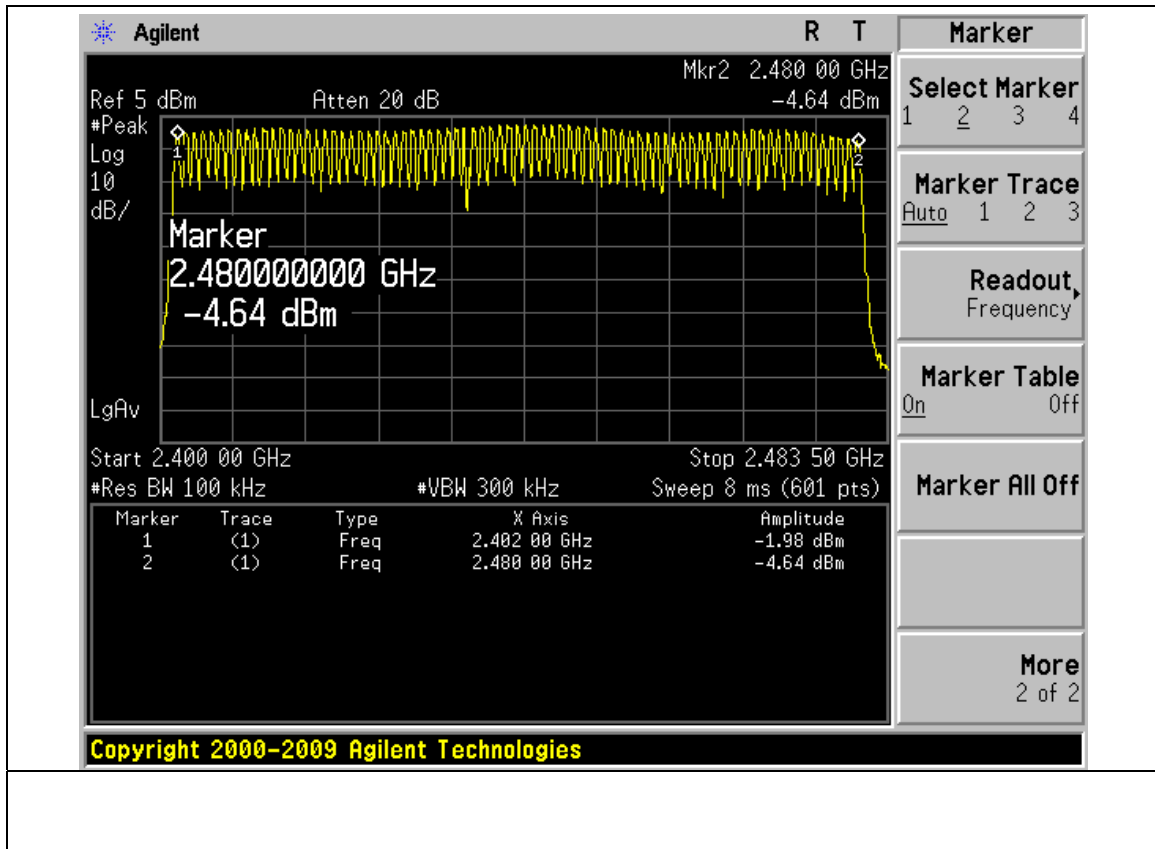 Agilent R T
Mkr2 2.480 00 GHz
Ref 5 dBm Atten 20 dB -4.64 dBm
#Peak
Log
10
dB/
1
2
Marker
2.480000000 GHz
-4.64 dBm
LgAv
Start 2.400 00 GHz Stop 2.483 50 GHz
#Res BW 100 kHz #VBW 300 kHz Sweep 8 ms (601 pts)
Marker Trace Type X Axis Amplitude
1 (1) Freq 2.402 00 GHz -1.98 dBm
2 (1) Freq 2.480 00 GHz -4.64 dBm
Marker
Select Marker
1 2 3 4
Marker Trace
Auto 1 2 3
Readout
Frequency
Marker Table
On Off
Marker All Off
More
2 of 2
Copyright 2000-2009 Agilent Technologies